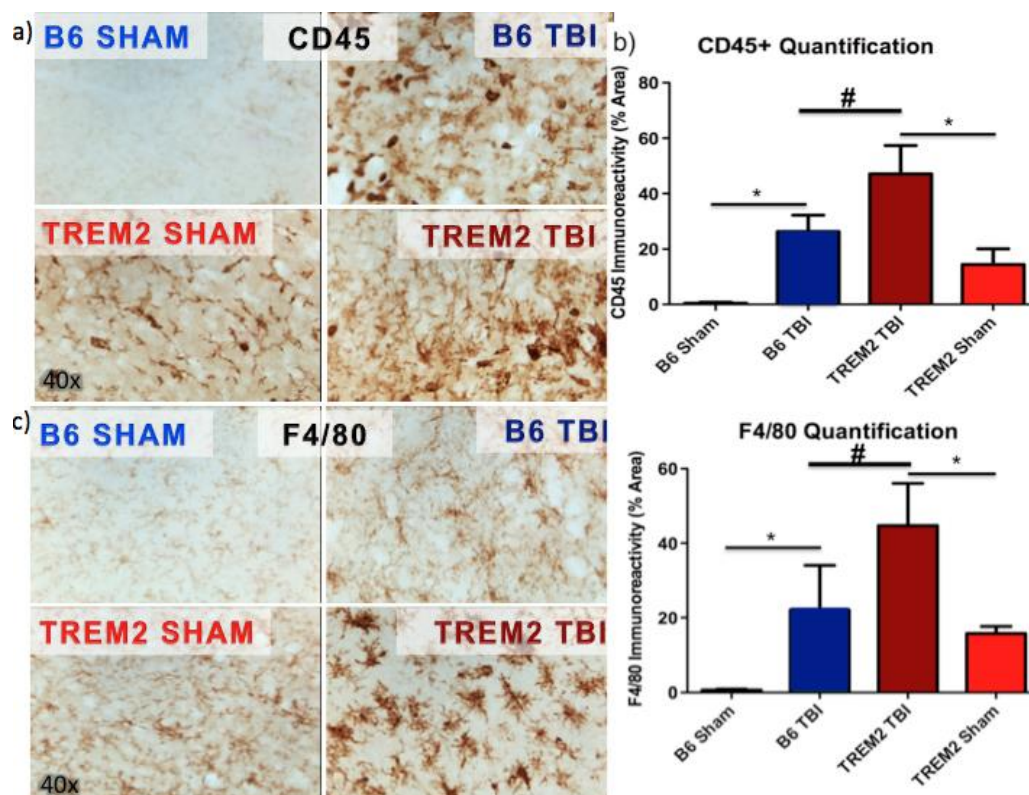 a)
B6 SHAM CD45 B6 TBI
TREM2 SHAM TREM2 TBI
40x
b)
CD45+ Quantification
CD45 Immunoreactivity (% Area)
80
60
40
20
0
#
*
*
B6 Sham
B6 TBI
TREM2 TBI
TREM2 Sham
c)
B6 SHAM F4/80 B6 TBI
TREM2 SHAM TREM2 TBI
40x
F4/80 Quantification
F4/80 Immunoreactivity (% Area)
60
40
20
0
#
*
*
B6 Sham
B6 TBI
TREM2 TBI
TREM2 Sham